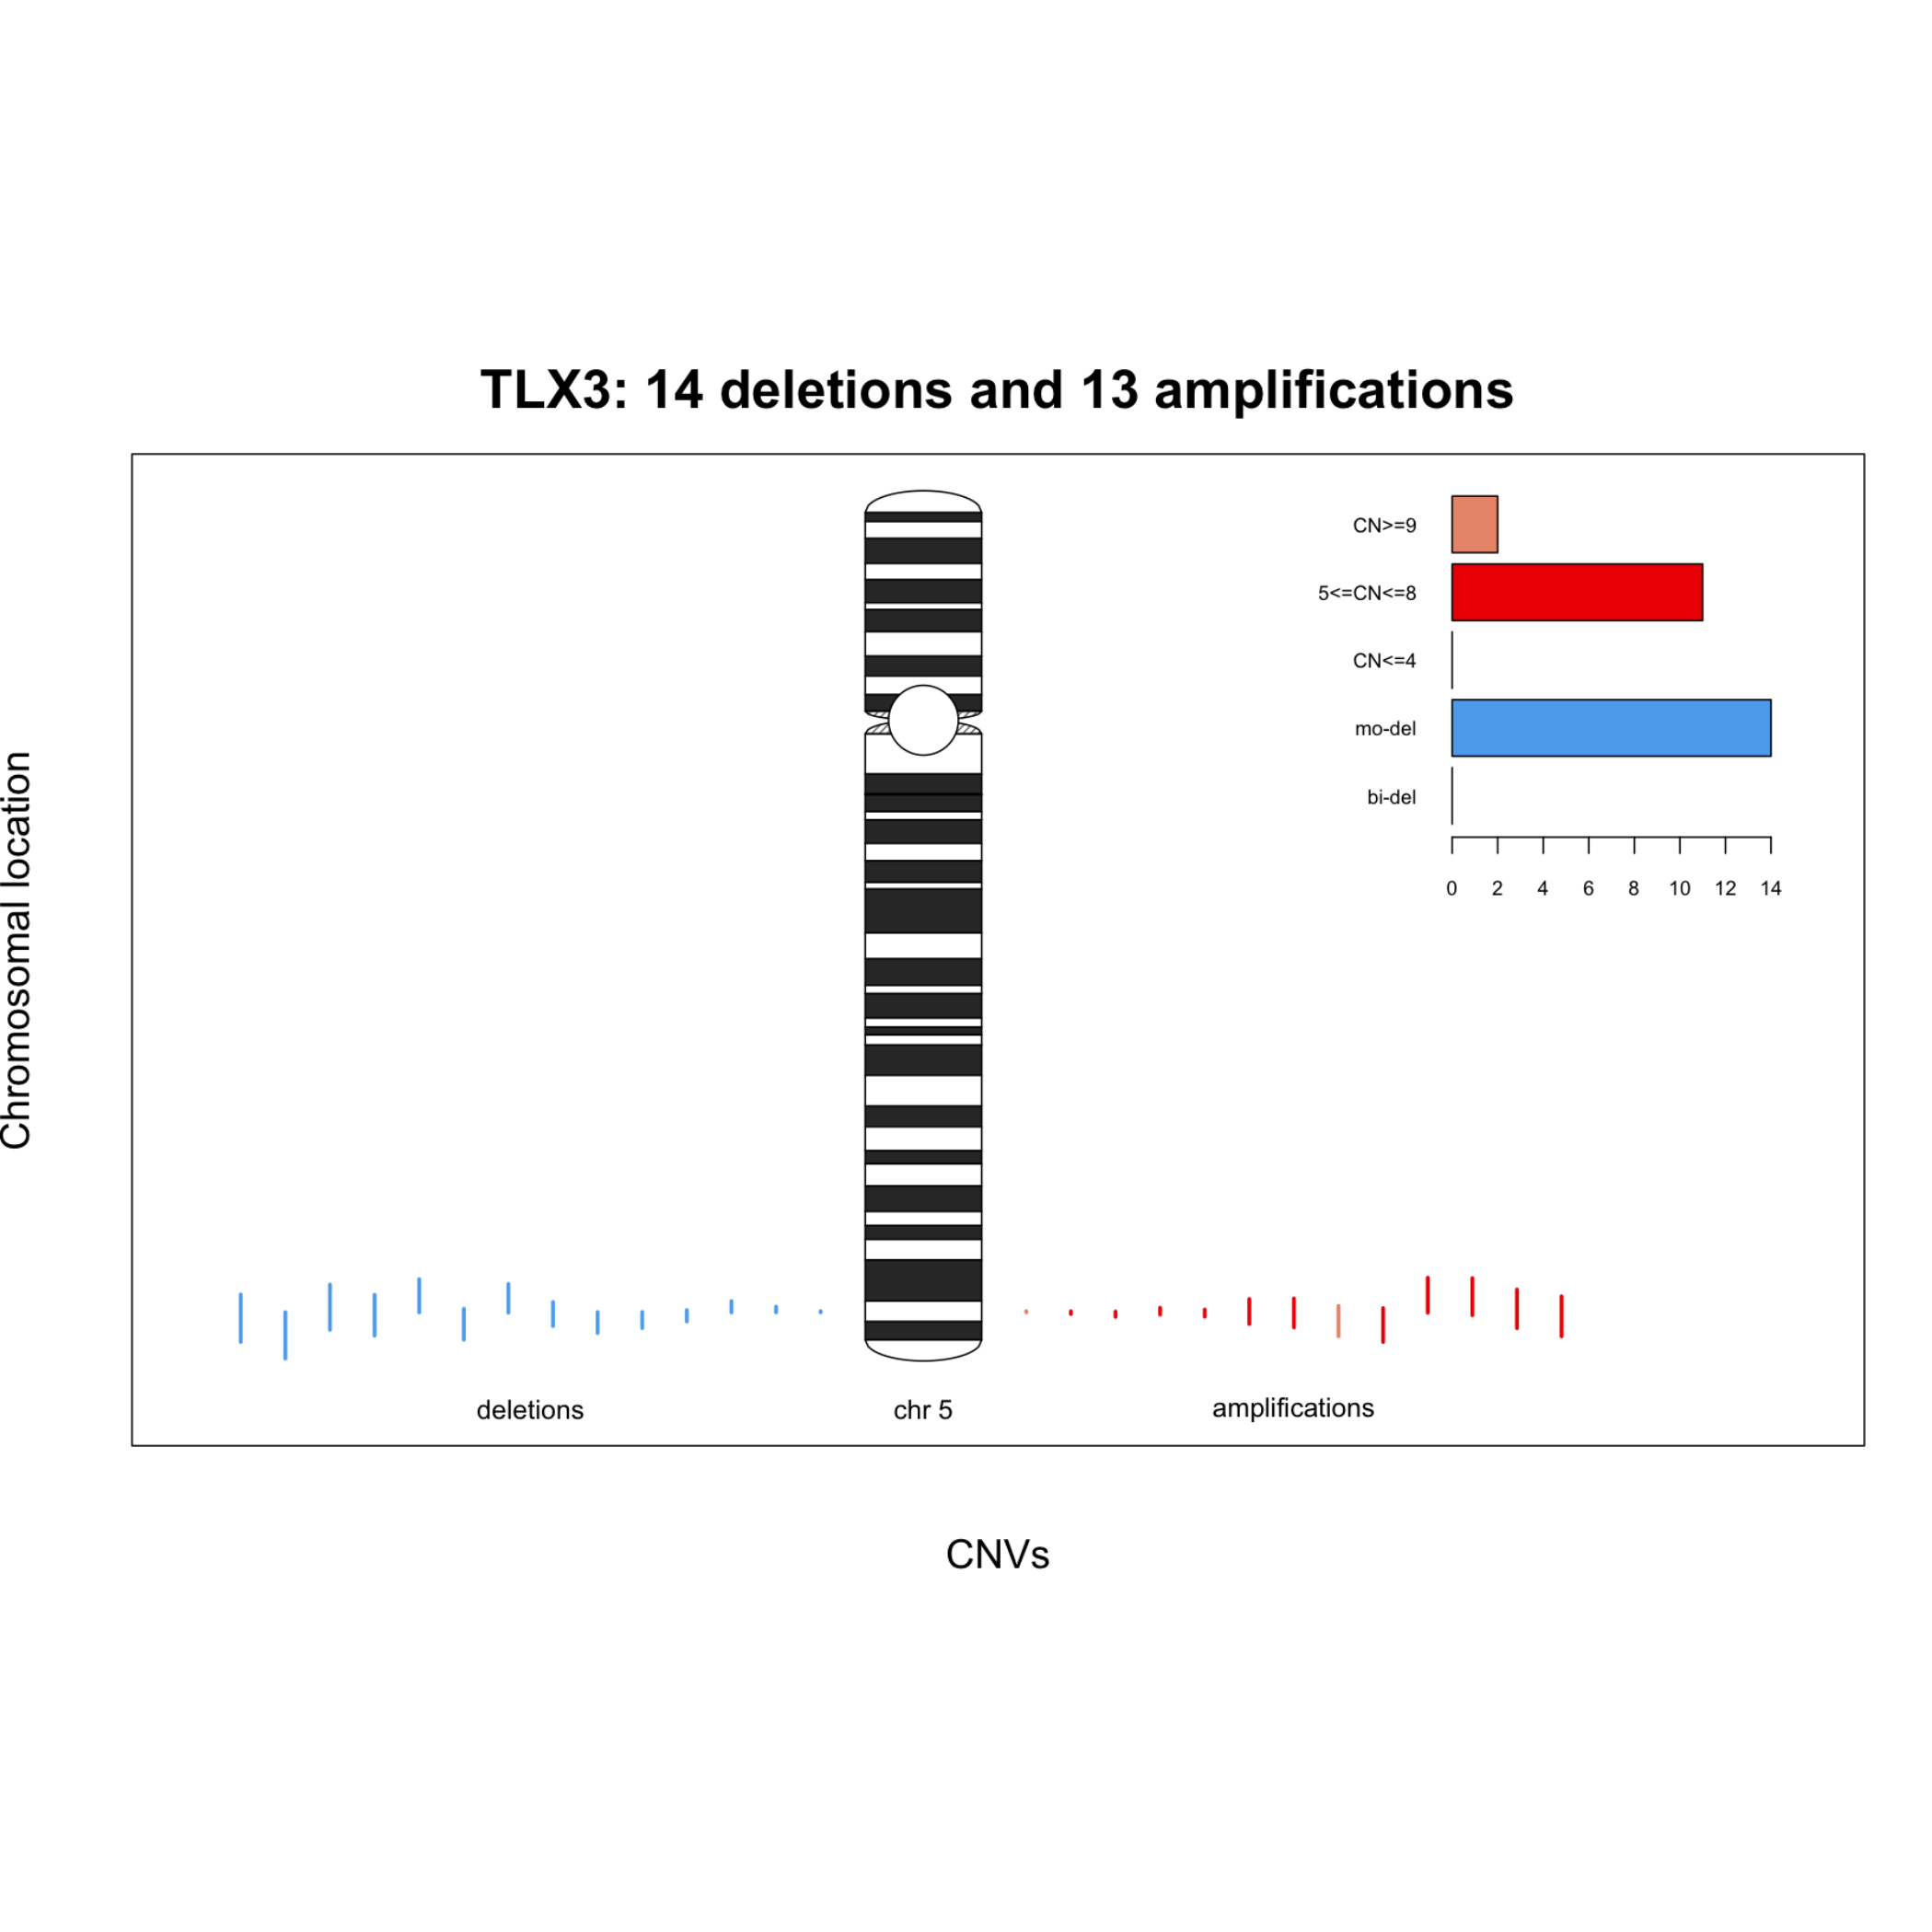 TLX3: 14 deletions and 13 amplifications
Chromosomal location
CN>=9
5<=CN<=8
CN<=4
mo-del
bi-del
0 2 4 6 8 10 12 14
deletions
chr 5
amplifications
CNVs